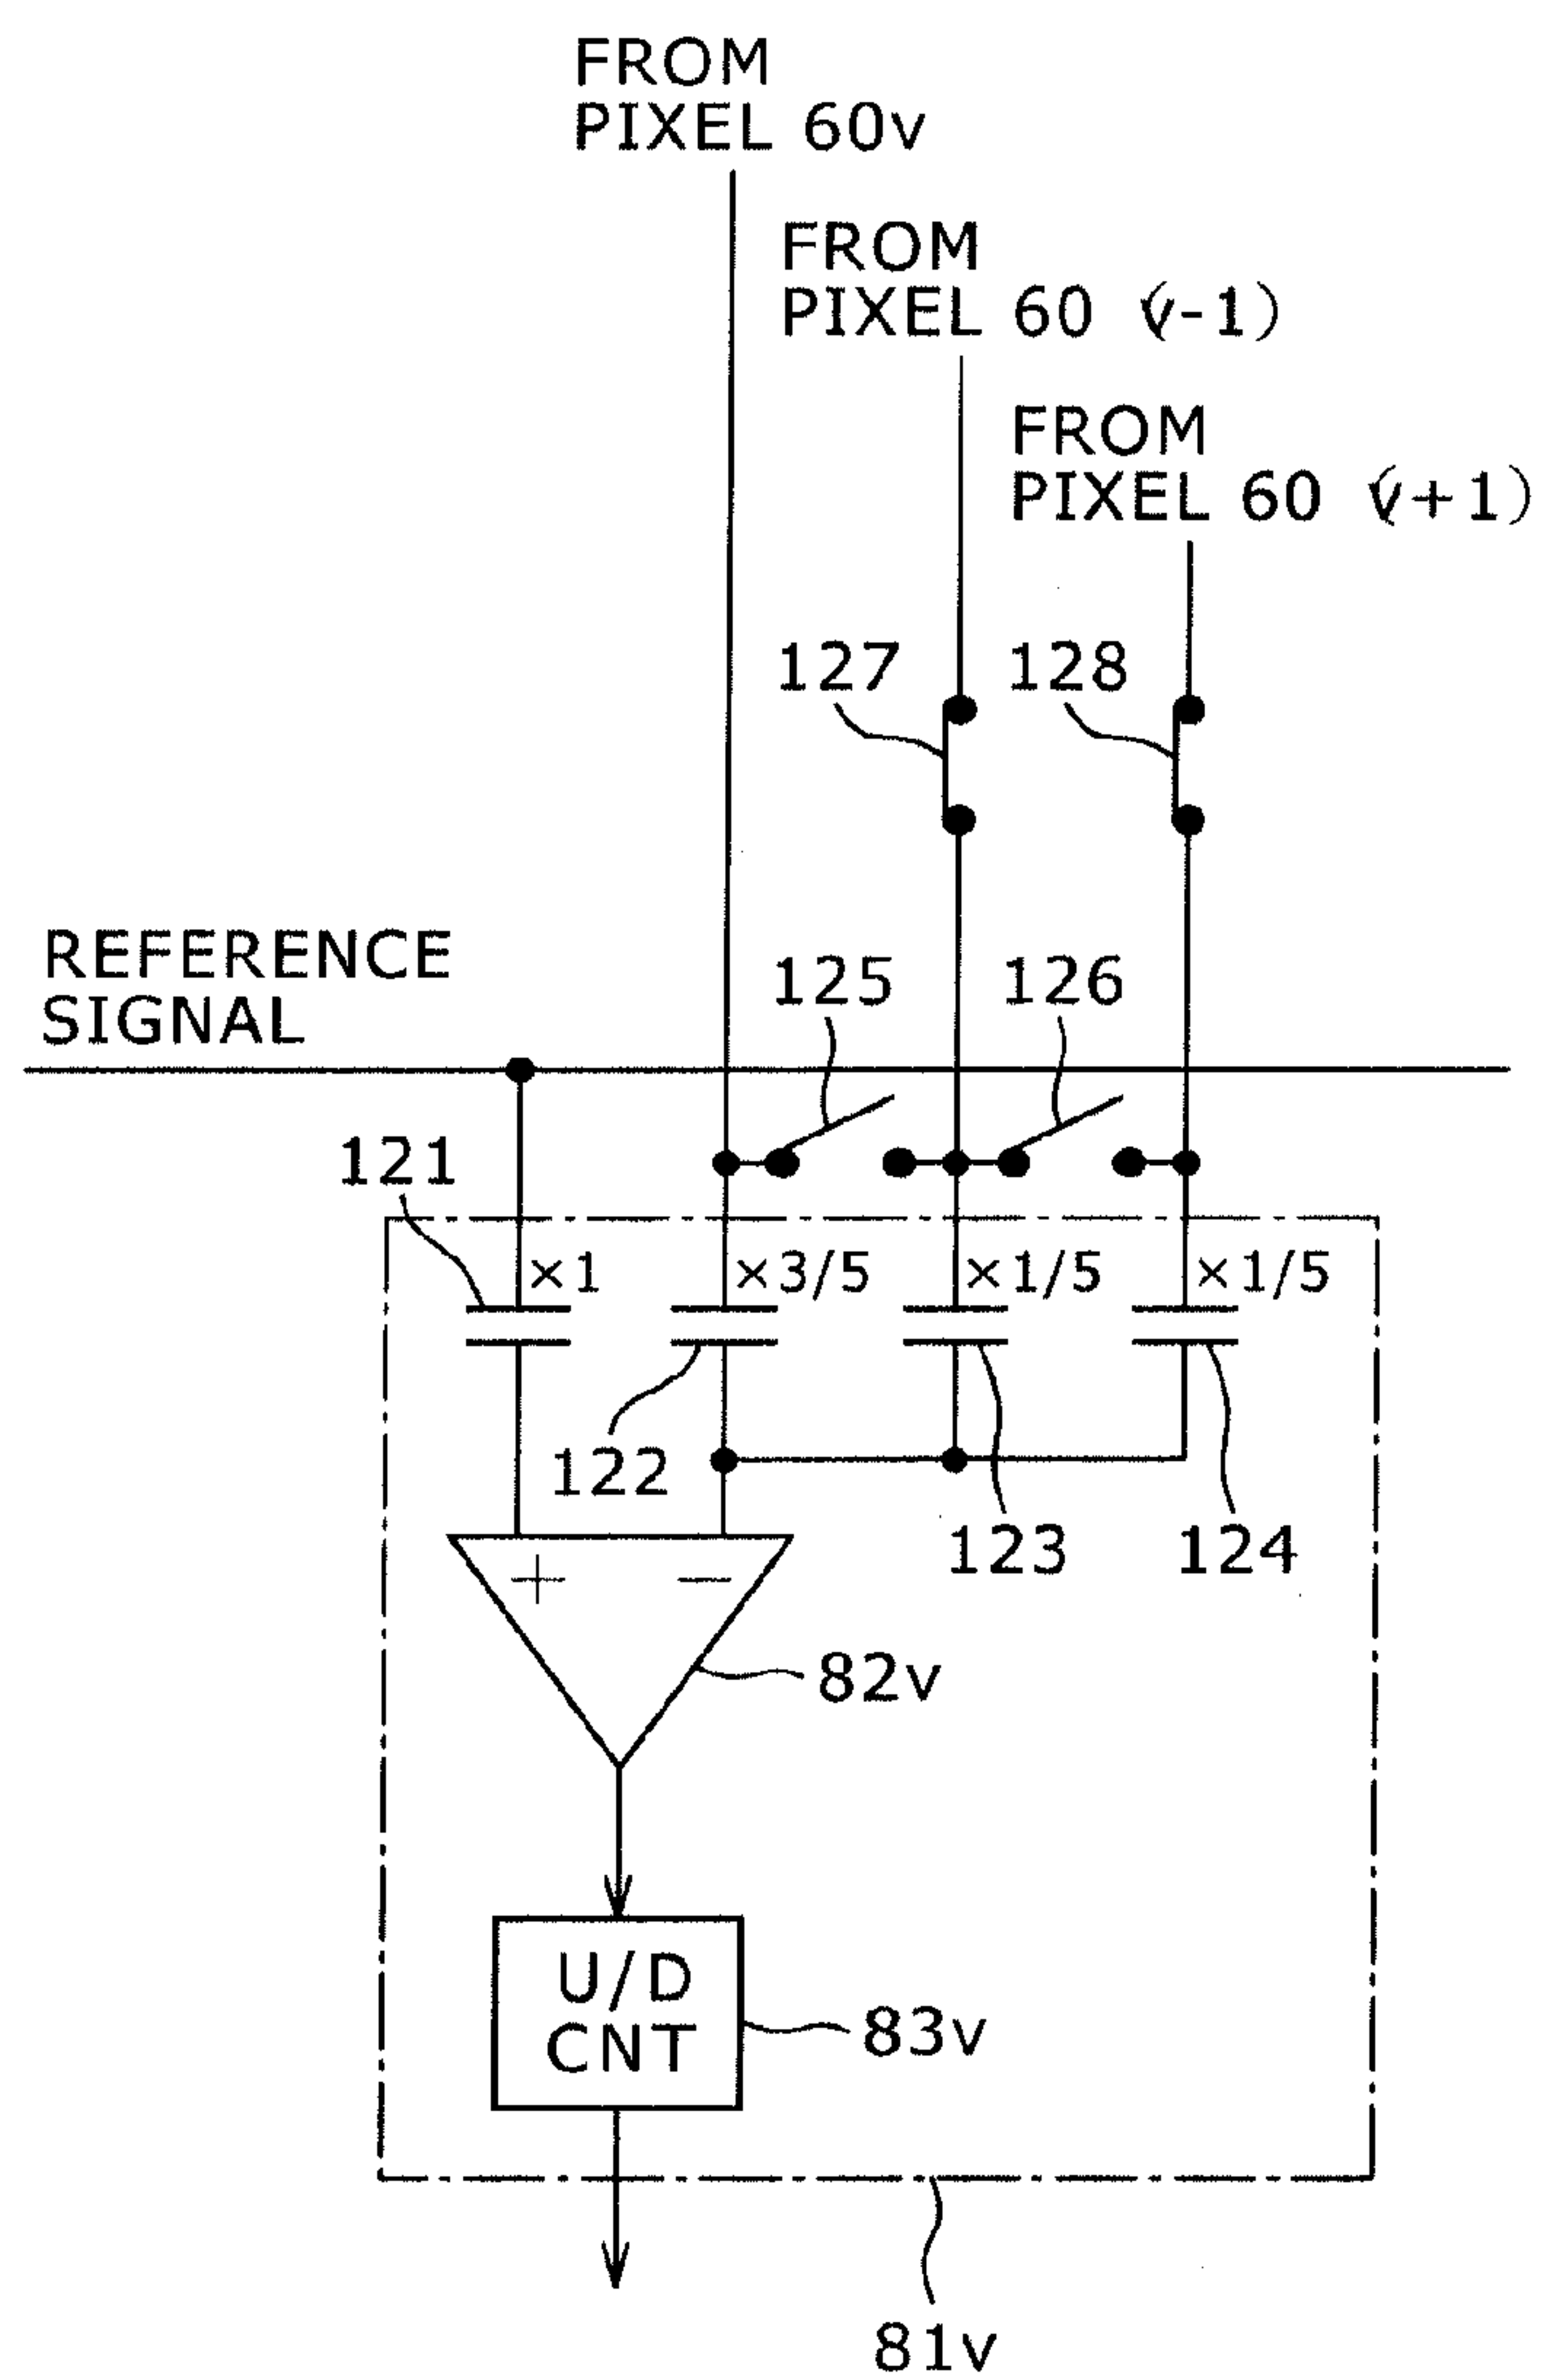 FROM
PIXEL 60v
FROM
PIXEL 60 (v-1)
FROM
PIXEL 60 (v+1)
127
128
REFERENCE
SIGNAL
125
126
121
×1
×3/5
×1/5
×1/5
122
123
124
+
−
82v
U/D
CNT
83v
81v